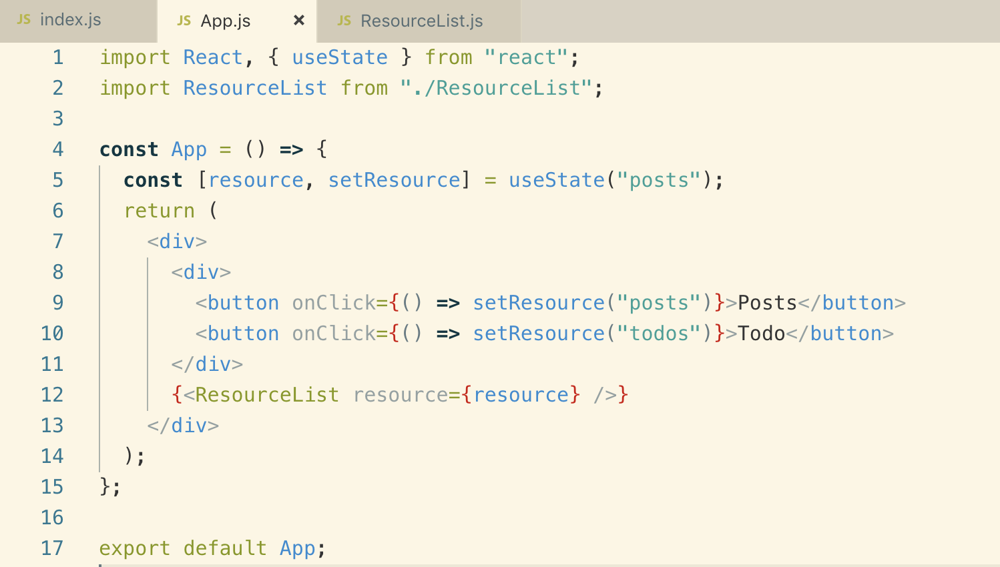 JS index.js JS App.js × JS ResourceList.js
1 import React, { useState } from "react";
2 import ResourceList from "./ResourceList";
3
4 const App = () => {
5   const [resource, setResource] = useState("posts");
6   return (
7     <div>
8       <div>
9         <button onClick={() => setResource("posts")}>Posts</button>
10         <button onClick={() => setResource("todos")}>Todo</button>
11       </div>
12       {<ResourceList resource={resource} />}
13     </div>
14   );
15 };
16
17 export default App;